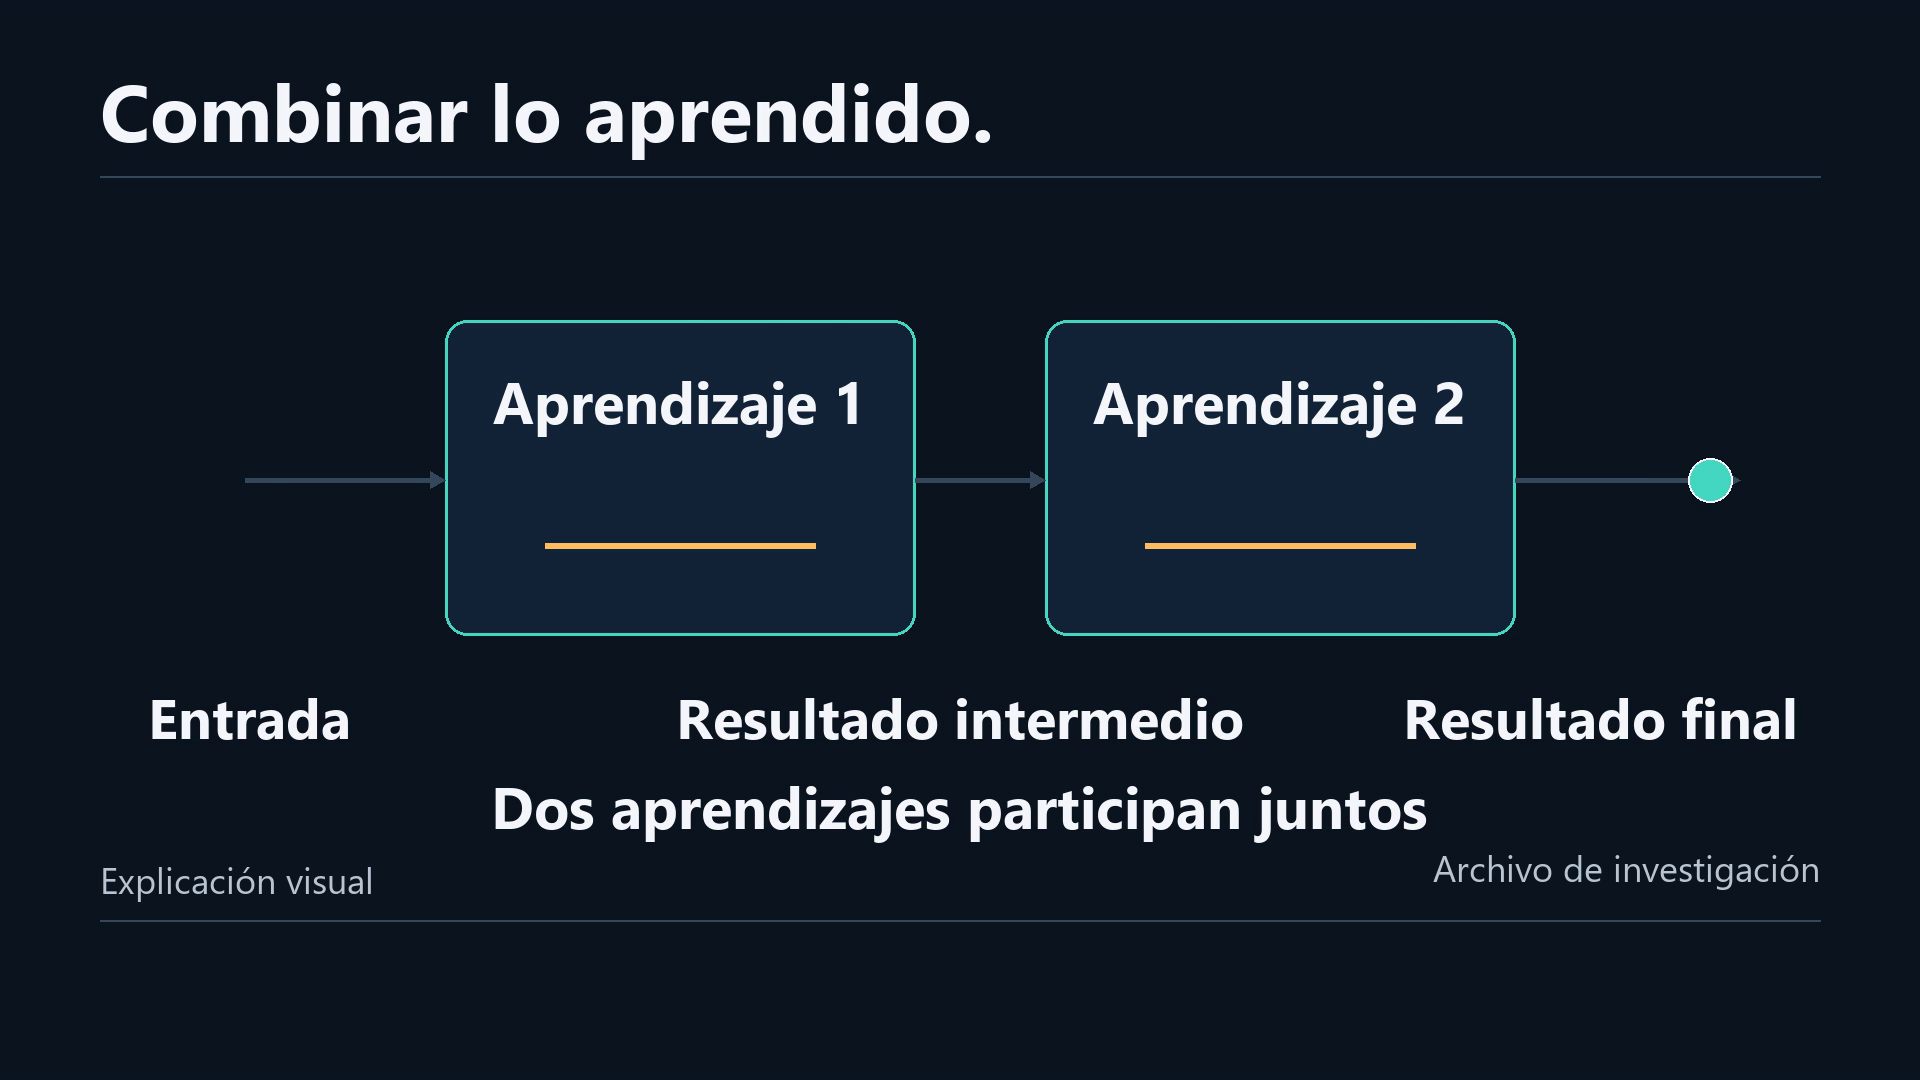 Combinar lo aprendido.
Aprendizaje 1
Aprendizaje 2
Entrada
Resultado intermedio
Resultado final
Dos aprendizajes participan juntos
Explicación visual
Archivo de investigación